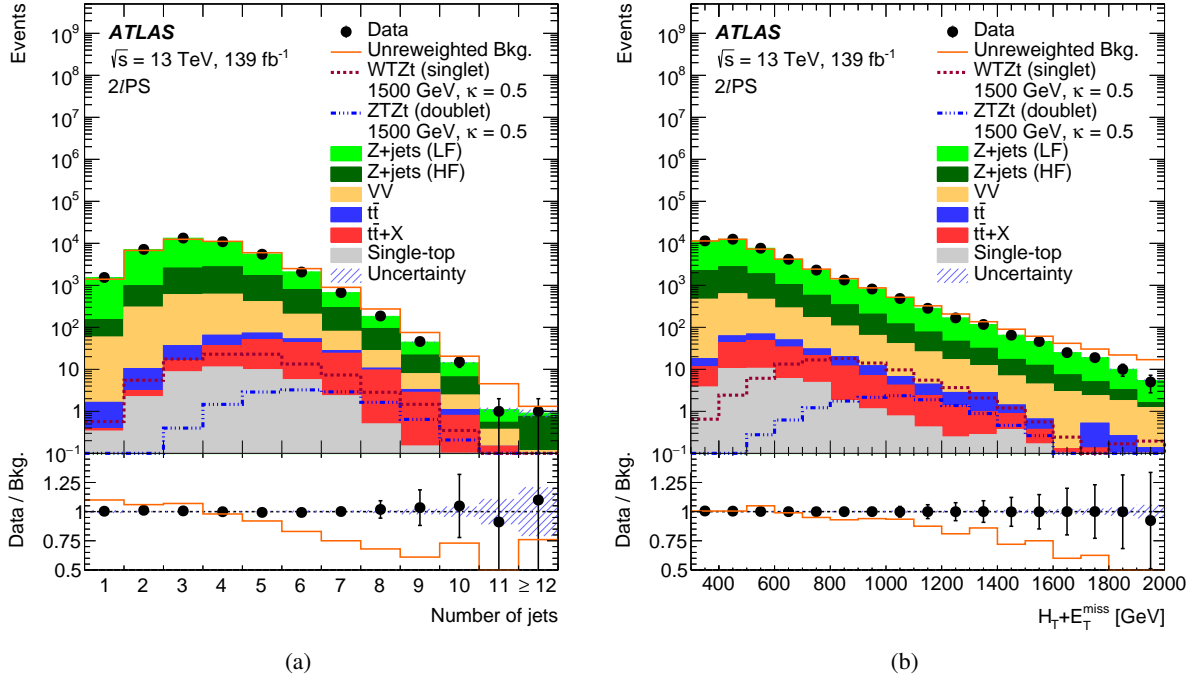 Events
10⁹
10⁸
10⁷
10⁶
10⁵
10⁴
10³
10²
10
1
10⁻¹
ATLAS
√s = 13 TeV, 139 fb⁻¹
2lPS
Data
Unreweighted Bkg.
WTZt (singlet)
1500 GeV, κ = 0.5
ZTZt (doublet)
1500 GeV, κ = 0.5
Z+jets (LF)
Z+jets (HF)
VV
tt̄
tt̄+X
Single-top
Uncertainty
Data / Bkg.
1.25
1
0.75
0.5
1 2 3 4 5 6 7 8 9 10 11 ≥ 12
Number of jets
(a)
Events
10⁹
10⁸
10⁷
10⁶
10⁵
10⁴
10³
10²
10
1
10⁻¹
ATLAS
√s = 13 TeV, 139 fb⁻¹
2lPS
Data
Unreweighted Bkg.
WTZt (singlet)
1500 GeV, κ = 0.5
ZTZt (doublet)
1500 GeV, κ = 0.5
Z+jets (LF)
Z+jets (HF)
VV
tt̄
tt̄+X
Single-top
Uncertainty
Data / Bkg.
1.25
1
0.75
0.5
400 600 800 1000 1200 1400 1600 1800 2000
H_T+E_T^miss [GeV]
(b)